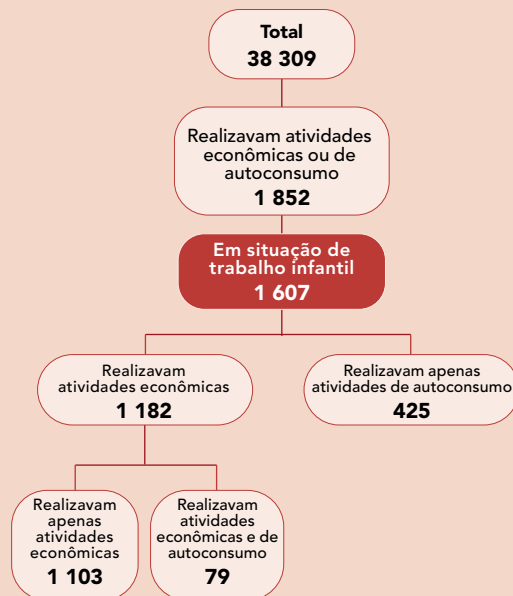 Total
38 309
Realizavam atividades
econômicas ou de
autoconsumo
1 852
Em situação de
trabalho infantil
1 607
Realizavam
atividades econômicas
1 182
Realizavam apenas
atividades de autoconsumo
425
Realizavam
apenas
atividades
econômicas
1 103
Realizavam
atividades
econômicas e de
autoconsumo
79